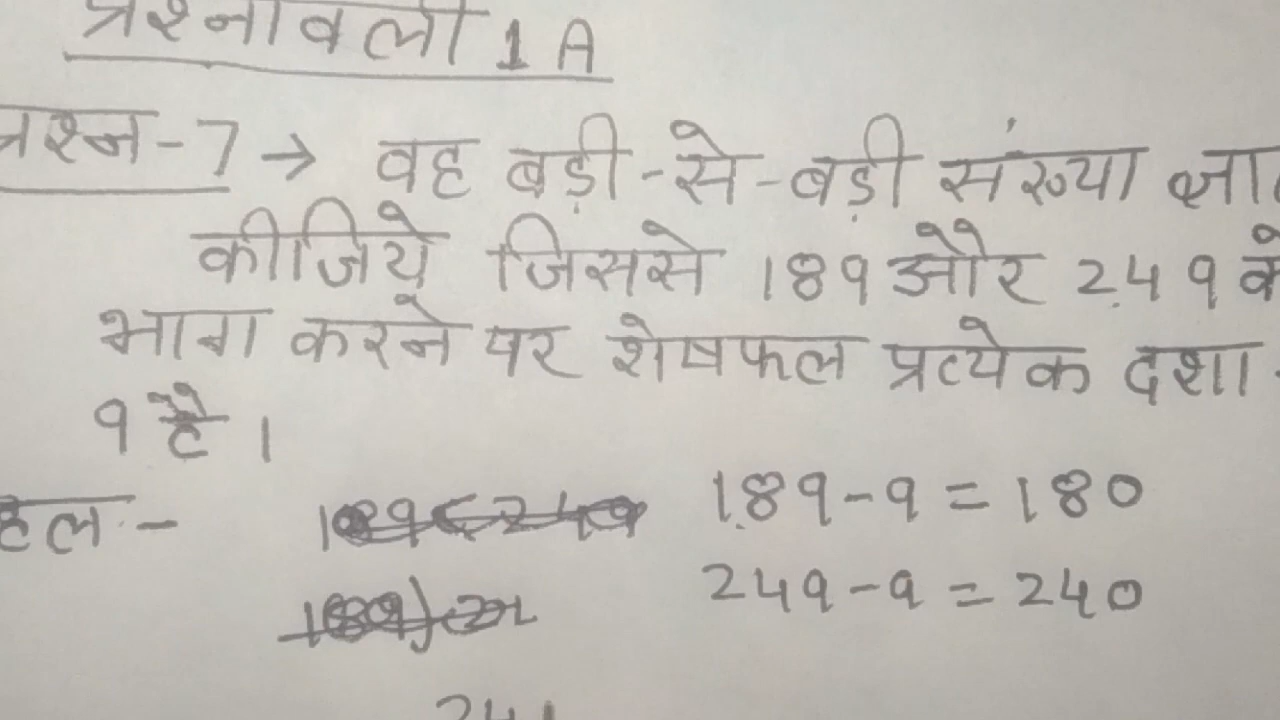 प्रश्नावली 1A
प्रश्न-7 → वह बड़ी-से-बड़ी संख्या
कीजिये जिससे 189 और 249 के
भाग करने पर शेषफल प्रत्येक दशा
9 है।
हल - 189-9 = 180
249-9 = 240